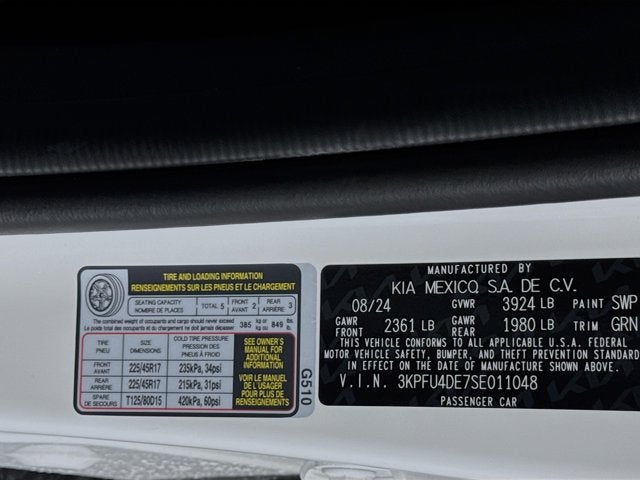 TIRE AND LOADING INFORMATION
RENSEIGNEMENTS SUR LES PNEUS ET LE CHARGEMENT
SEATING CAPACITY
NOMBRE DE PLACES
TOTAL 5
FRONT
AVANT 2
REAR
ARRIÈRE 3
The combined weight of occupants and cargo should never exceed
Le poids total des occupants et du chargement ne doit jamais dépasser
385 kg or kg ou 849 lbs. lb.
TIRE
PNEU
SIZE
DIMENSIONS
COLD TIRE PRESSURE
PRESSION DES
PNEUS À FROID
FRONT
AVANT
225/45R17
235kPa, 34psi
REAR
ARRIÈRE
225/45R17
215kPa, 31psi
SPARE
DE SECOURS
T125/80D15
420kPa, 60psi
SEE OWNER'S
MANUAL FOR
ADDITIONAL
INFORMATION
VOIR LE MANUEL
DE L'USAGER
POUR PLUS DE
RENSEIGNEMENTS
G510
MANUFACTURED BY
KIA MEXICO, S.A. DE C.V.
08/24 GVWR 3924 LB PAINT SWP
GAWR
FRONT 2361 LB
GAWR
REAR 1980 LB TRIM GRN
THIS VEHICLE CONFORMS TO ALL APPLICABLE U.S.A. FEDERAL
MOTOR VEHICLE SAFETY, BUMPER, AND THEFT PREVENTION STANDARD
IN EFFECT ON THE DATE OF MANUFACTURE SHOWN ABOVE.
V.I.N. 3KPFU4DE7SE011048
PASSENGER CAR